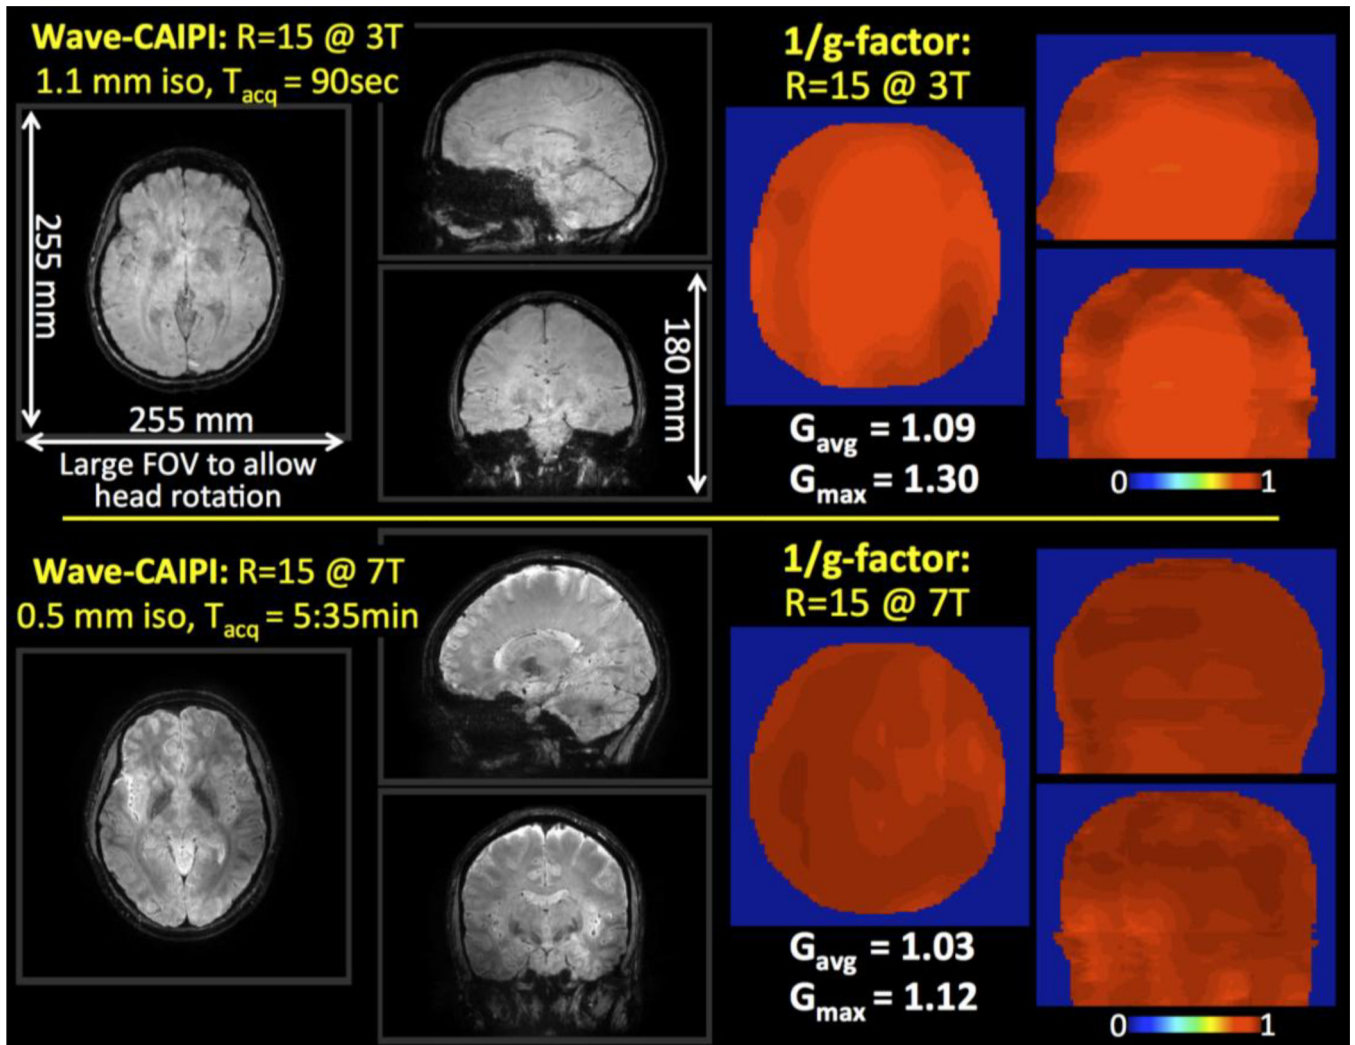 Wave-CAIPI: R=15 @ 3T
1.1 mm iso, Tacq = 90sec
255 mm
255 mm
Large FOV to allow
head rotation
180 mm
1/g-factor:
R=15 @ 3T
Gavg = 1.09
Gmax = 1.30
0 1
Wave-CAIPI: R=15 @ 7T
0.5 mm iso, Tacq = 5:35min
1/g-factor:
R=15 @ 7T
Gavg = 1.03
Gmax = 1.12
0 1